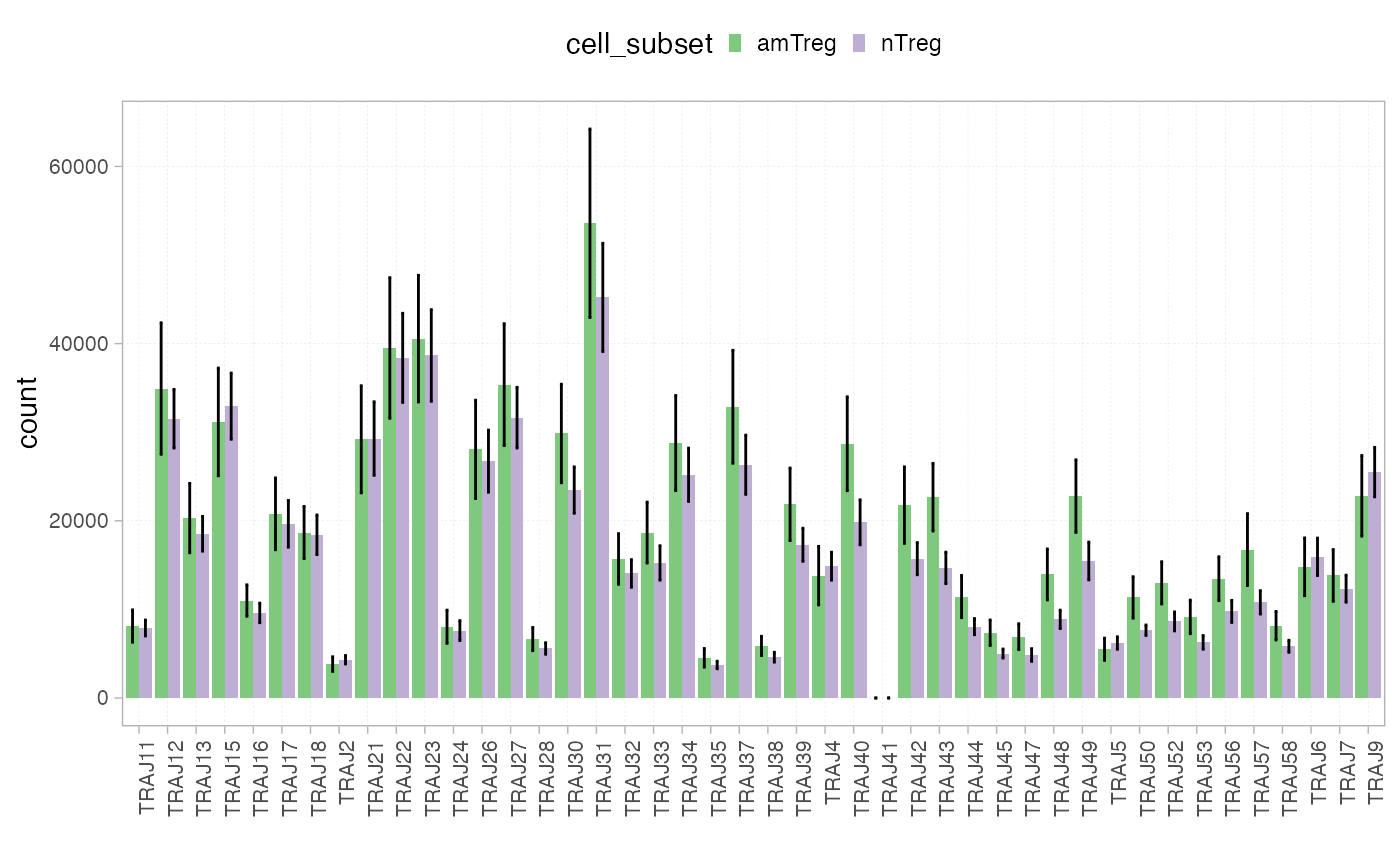 cell_subset amTreg nTreg
60000
40000
20000
0
count
TRAJ11
TRAJ12
TRAJ13
TRAJ15
TRAJ16
TRAJ17
TRAJ18
TRAJ2
TRAJ21
TRAJ22
TRAJ23
TRAJ24
TRAJ26
TRAJ27
TRAJ28
TRAJ30
TRAJ31
TRAJ32
TRAJ33
TRAJ34
TRAJ35
TRAJ37
TRAJ38
TRAJ39
TRAJ4
TRAJ40
TRAJ41
TRAJ42
TRAJ43
TRAJ44
TRAJ45
TRAJ47
TRAJ48
TRAJ49
TRAJ5
TRAJ50
TRAJ52
TRAJ53
TRAJ56
TRAJ57
TRAJ58
TRAJ6
TRAJ7
TRAJ9